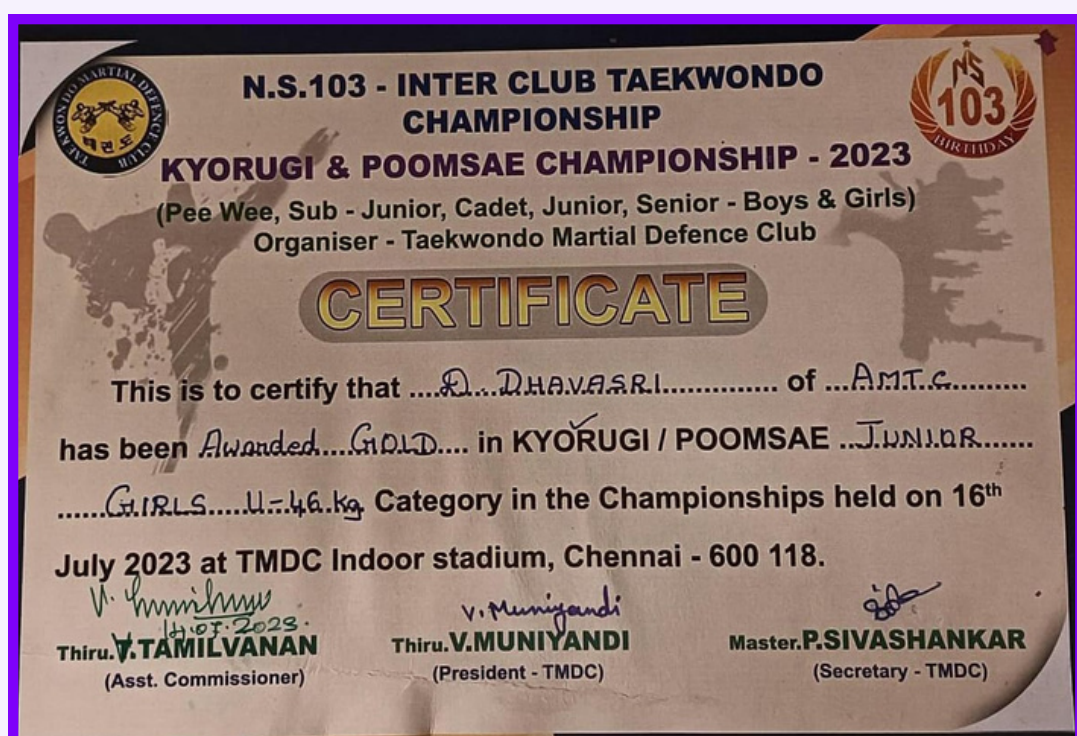 TAEKWONDO MARTIAL DEFENCE CLUB
태권도
NS
103
BIRTHDAY
N.S.103 - INTER CLUB TAEKWONDO
CHAMPIONSHIP
KYORUGI & POOMSAE CHAMPIONSHIP - 2023
(Pee Wee, Sub - Junior, Cadet, Junior, Senior - Boys & Girls)
Organiser - Taekwondo Martial Defence Club
CERTIFICATE
This is to certify that ....D..DHAVASRI............. of ...A.M.T.C.........
has been Awarded....GOLD.... in KYORUGI / POOMSAE ..JUNIOR.......
......GIRLS.....U-46.kg. Category in the Championships held on 16th
July 2023 at TMDC Indoor stadium, Chennai - 600 118.
V. Muniyandi
Thiru.V.TAMILVANAN Thiru.V.MUNIYANDI Master.P.SIVASHANKAR
(Asst. Commissioner) (President - TMDC) (Secretary - TMDC)